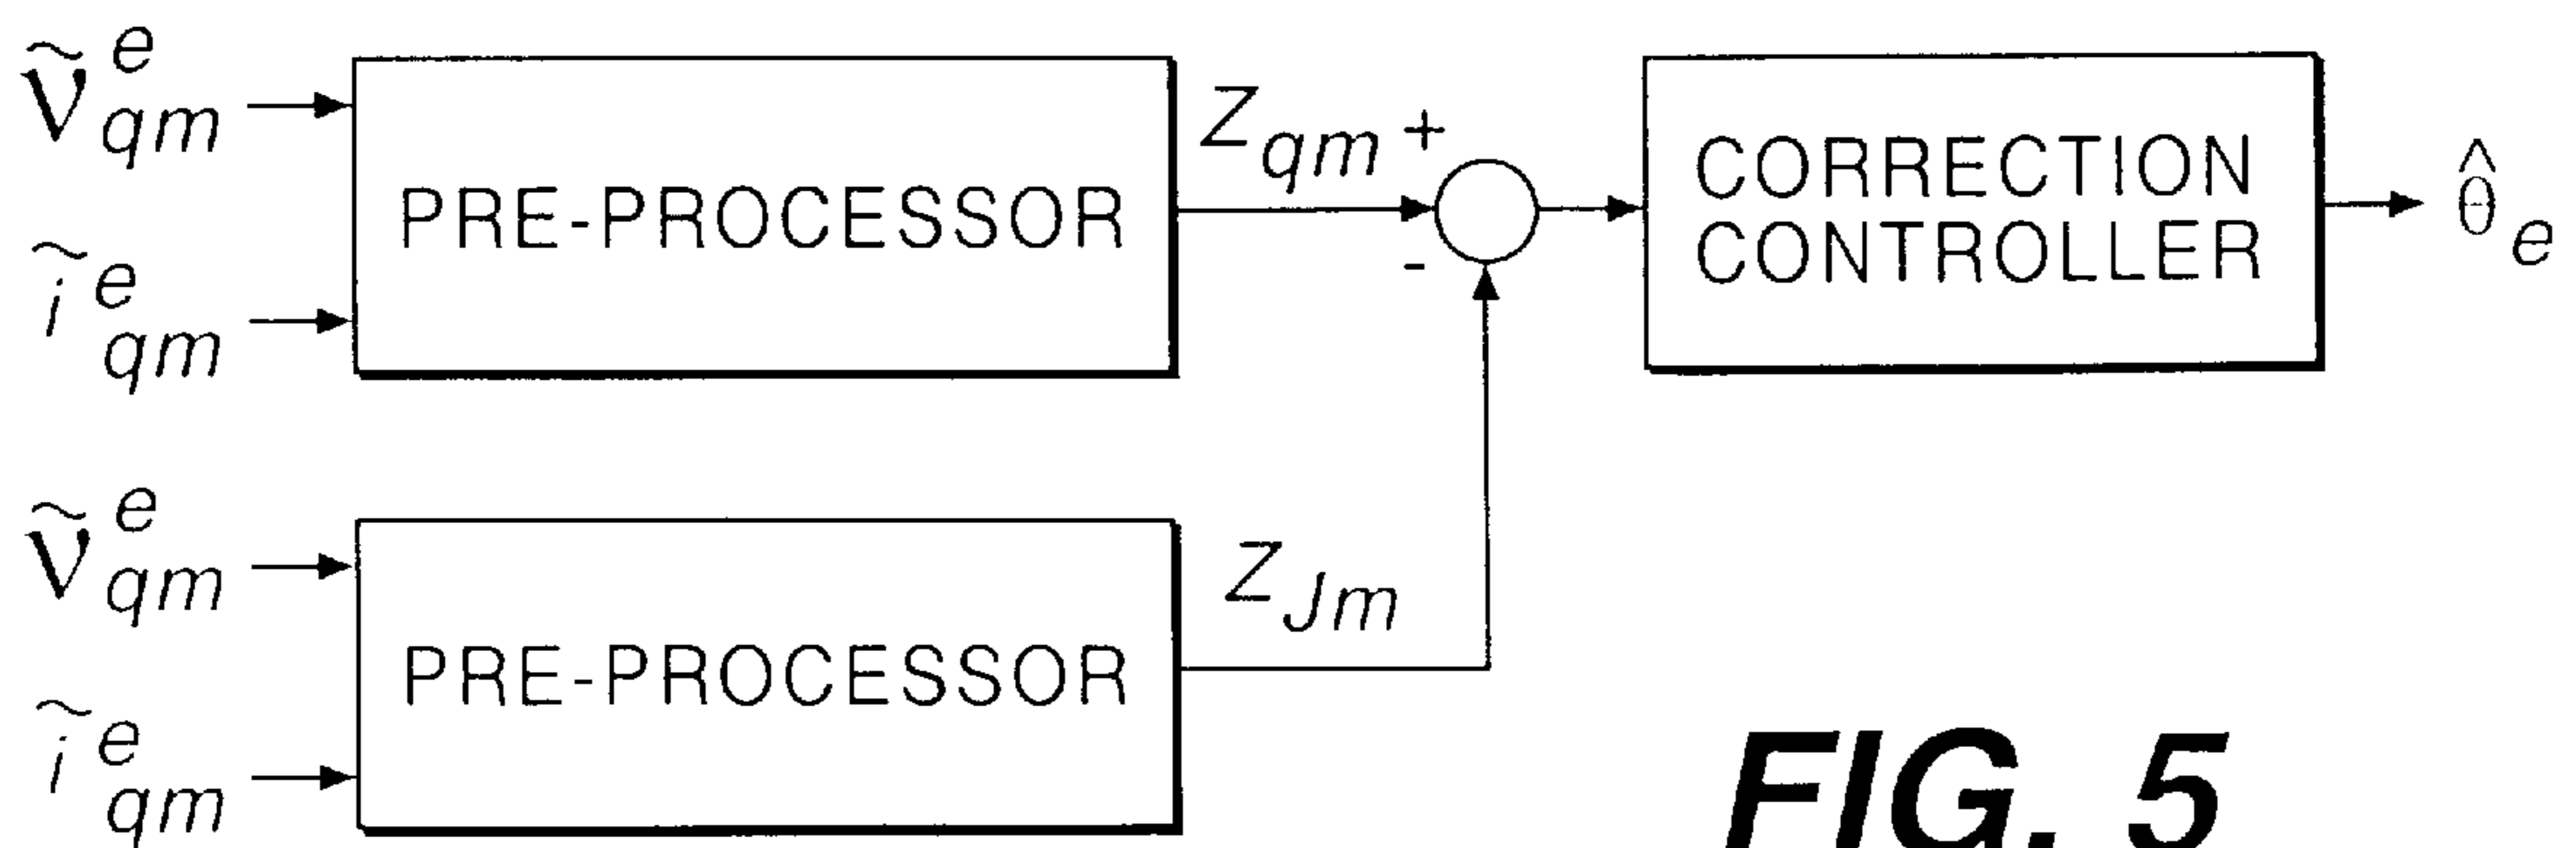 ṽ^e_qm
ĩ^e_qm
PRE-PROCESSOR
Z_qm +
-
CORRECTION
CONTROLLER
θ̂_e
ṽ^e_qm
ĩ^e_qm
PRE-PROCESSOR
Z_Jm
FIG. 5